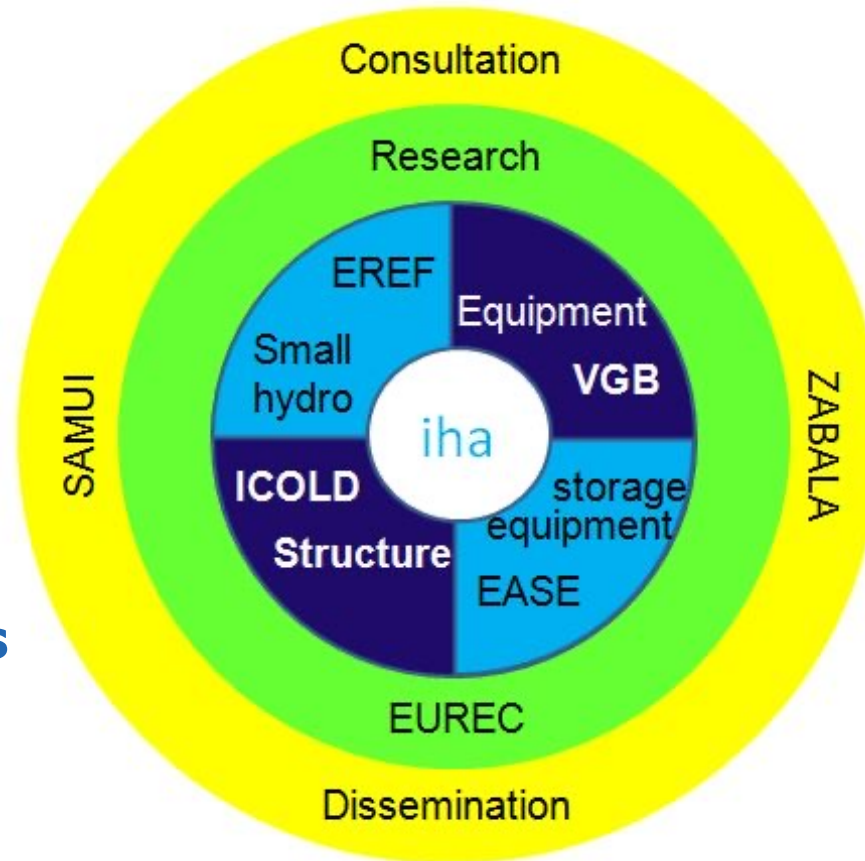 Consultation
Research
EREF
Equipment
Small
hydro
VGB
SAMUI
iha
ZABALA
ICOLD
storage
equipment
Structure
EASE
s
EUREC
Dissemination